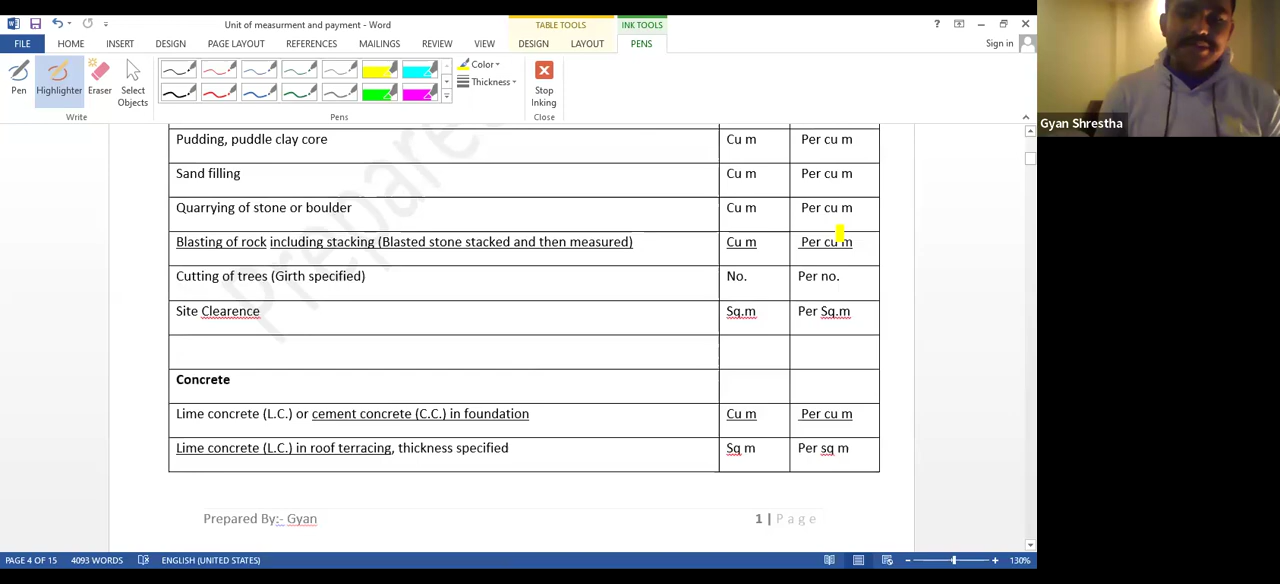 Unit of measurment and payment - Word
TABLE TOOLS
INK TOOLS
?
FILE
HOME
INSERT
DESIGN
PAGE LAYOUT
REFERENCES
MAILINGS
REVIEW
VIEW
DESIGN
LAYOUT
PENS
Sign in
Pen
Highlighter
Eraser
Select Objects
Color
Thickness
Stop Inking
Write
Pens
Close
Gyan Shrestha
Prepared
Pudding, puddle clay core Cu m Per cu m
Sand filling Cu m Per cu m
Quarrying of stone or boulder Cu m Per cu m
Blasting of rock including stacking (Blasted stone stacked and then measured) Cu m Per cu m
Cutting of trees (Girth specified) No. Per no.
Site Clearence Sq.m Per Sq.m
Concrete
Lime concrete (L.C.) or cement concrete (C.C.) in foundation Cu m Per cu m
Lime concrete (L.C.) in roof terracing, thickness specified Sq m Per sq m
Prepared By:- Gyan 1 | Page
PAGE 4 OF 15 4093 WORDS ENGLISH (UNITED STATES) 130%